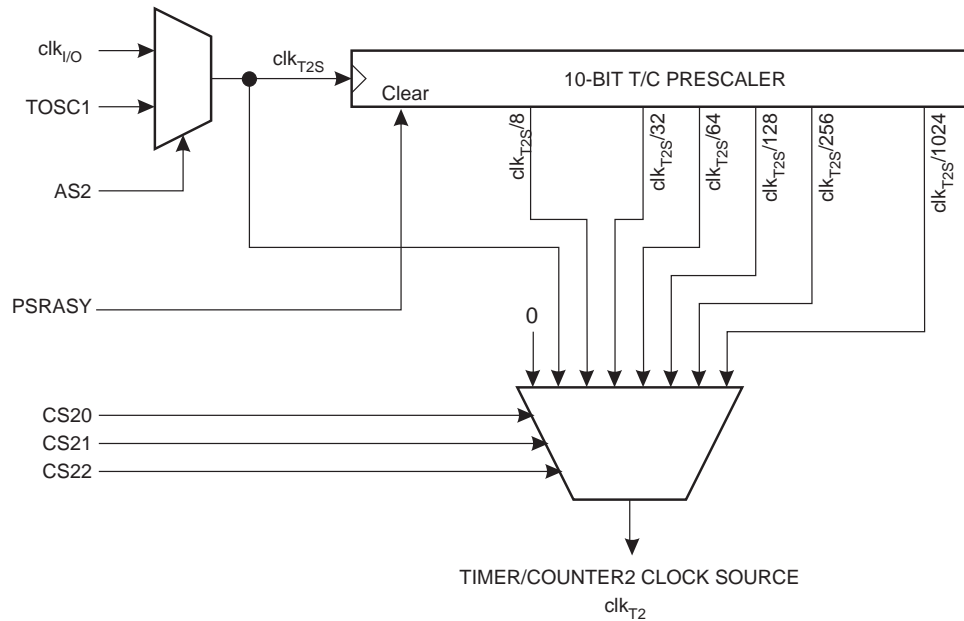 clkI/O
clkT2S
10-BIT T/C PRESCALER
TOSC1
Clear
clkT2S/8
clkT2S/32
clkT2S/64
clkT2S/128
clkT2S/256
clkT2S/1024
AS2
PSRASY
0
CS20
CS21
CS22
TIMER/COUNTER2 CLOCK SOURCE
clkT2